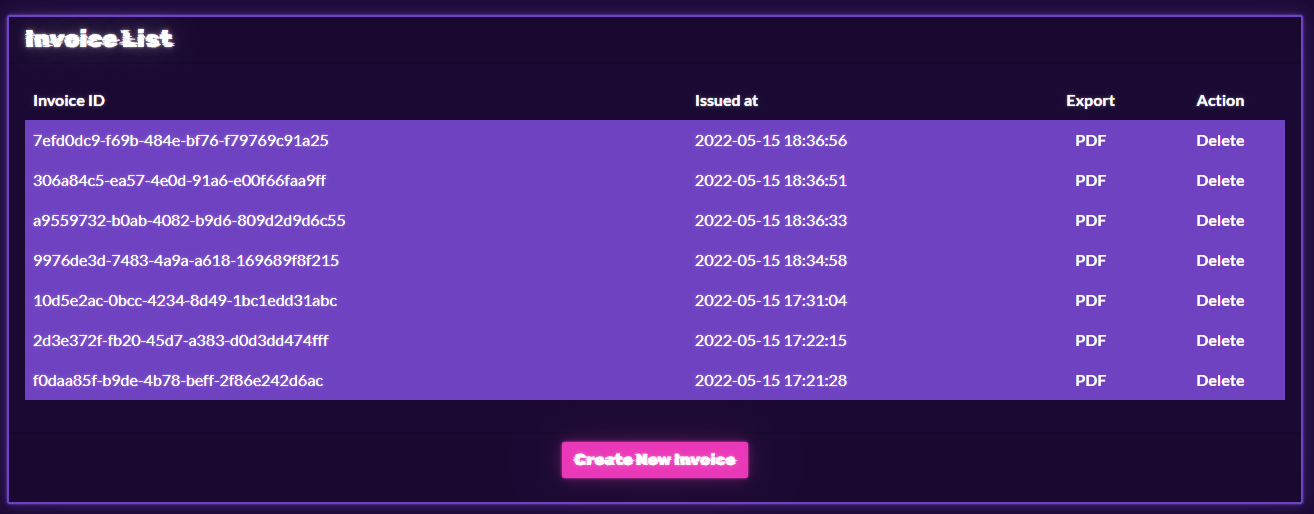 Invoice List
Invoice ID Issued at Export Action
7efd0dc9-f69b-484e-bf76-f79769c91a25 2022-05-15 18:36:56 PDF Delete
306a84c5-ea57-4e0d-91a6-e00f66faa9ff 2022-05-15 18:36:51 PDF Delete
a9559732-b0ab-4082-b9d6-809d2d9d6c55 2022-05-15 18:36:33 PDF Delete
9976de3d-7483-4a9a-a618-169689f8f215 2022-05-15 18:34:58 PDF Delete
10d5e2ac-0bcc-4234-8d49-1bc1edd31abc 2022-05-15 17:31:04 PDF Delete
2d3e372f-fb20-45d7-a383-d0d3dd474fff 2022-05-15 17:22:15 PDF Delete
f0daa85f-b9de-4b78-beff-2f86e242d6ac 2022-05-15 17:21:28 PDF Delete
Create New Invoice